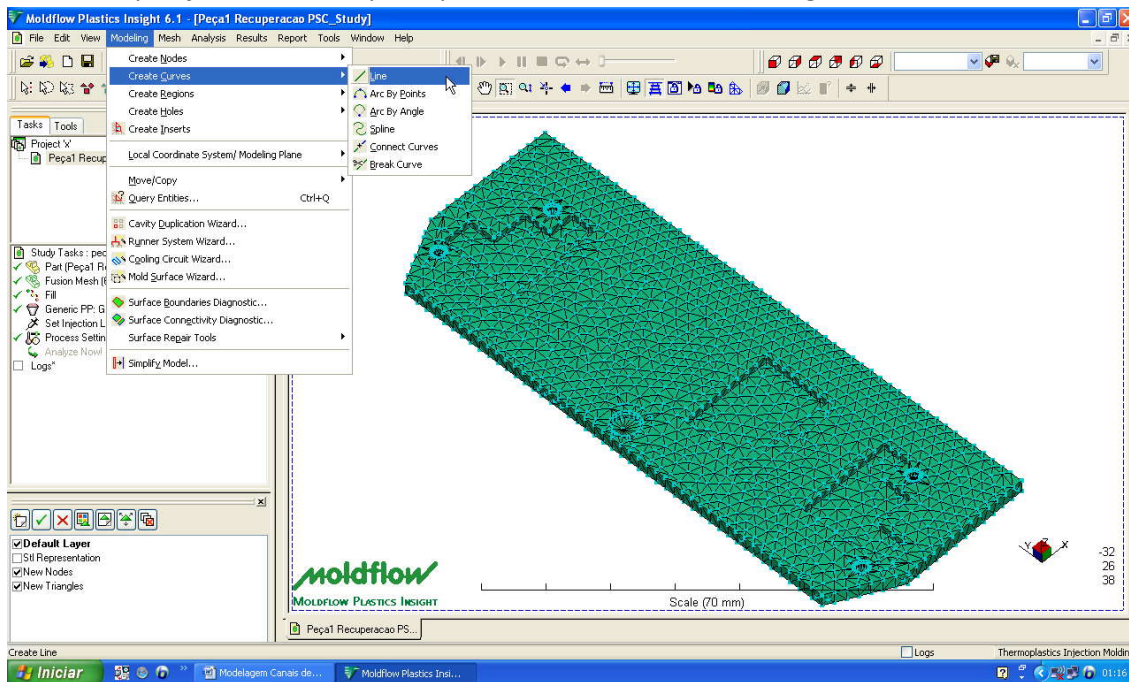 Moldflow Plastics Insight 6.1 - [Peça1 Recuperacao PSC_Study]
File Edit View Modeling Mesh Analysis Results Report Tools Window Help
Create Nodes
Create Curves
Create Regions
Create Holes
Create Inserts
Local Coordinate System/ Modeling Plane
Move/Copy
Query Entities... Ctrl+Q
Cavity Duplication Wizard...
Runner System Wizard...
Cooling Circuit Wizard...
Mold Surface Wizard...
Surface Boundaries Diagnostic...
Surface Connectivity Diagnostic...
Surface Repair Tools
Simplify Model...
Line
Arc By Points
Arc By Angle
Spline
Connect Curves
Break Curve
Tasks Tools
Project 'x'
Peça1 Recup
Study Tasks : pec
Part (Peça1 R
Fusion Mesh (
Fill
Generic PP: G
Set Injection L
Process Settin
Analyze Now!
Logs*
Default Layer
Stl Representation
New Nodes
New Triangles
moldflow
MOLDFLOW PLASTICS INSIGHT
Scale (70 mm)
Y Z X
-32
26
38
Peça1 Recuperacao PS...
Create Line
Logs
Thermoplastics Injection Moldin
Iniciar
Modelagem Canais de...
Moldflow Plastics Insi...
01:16